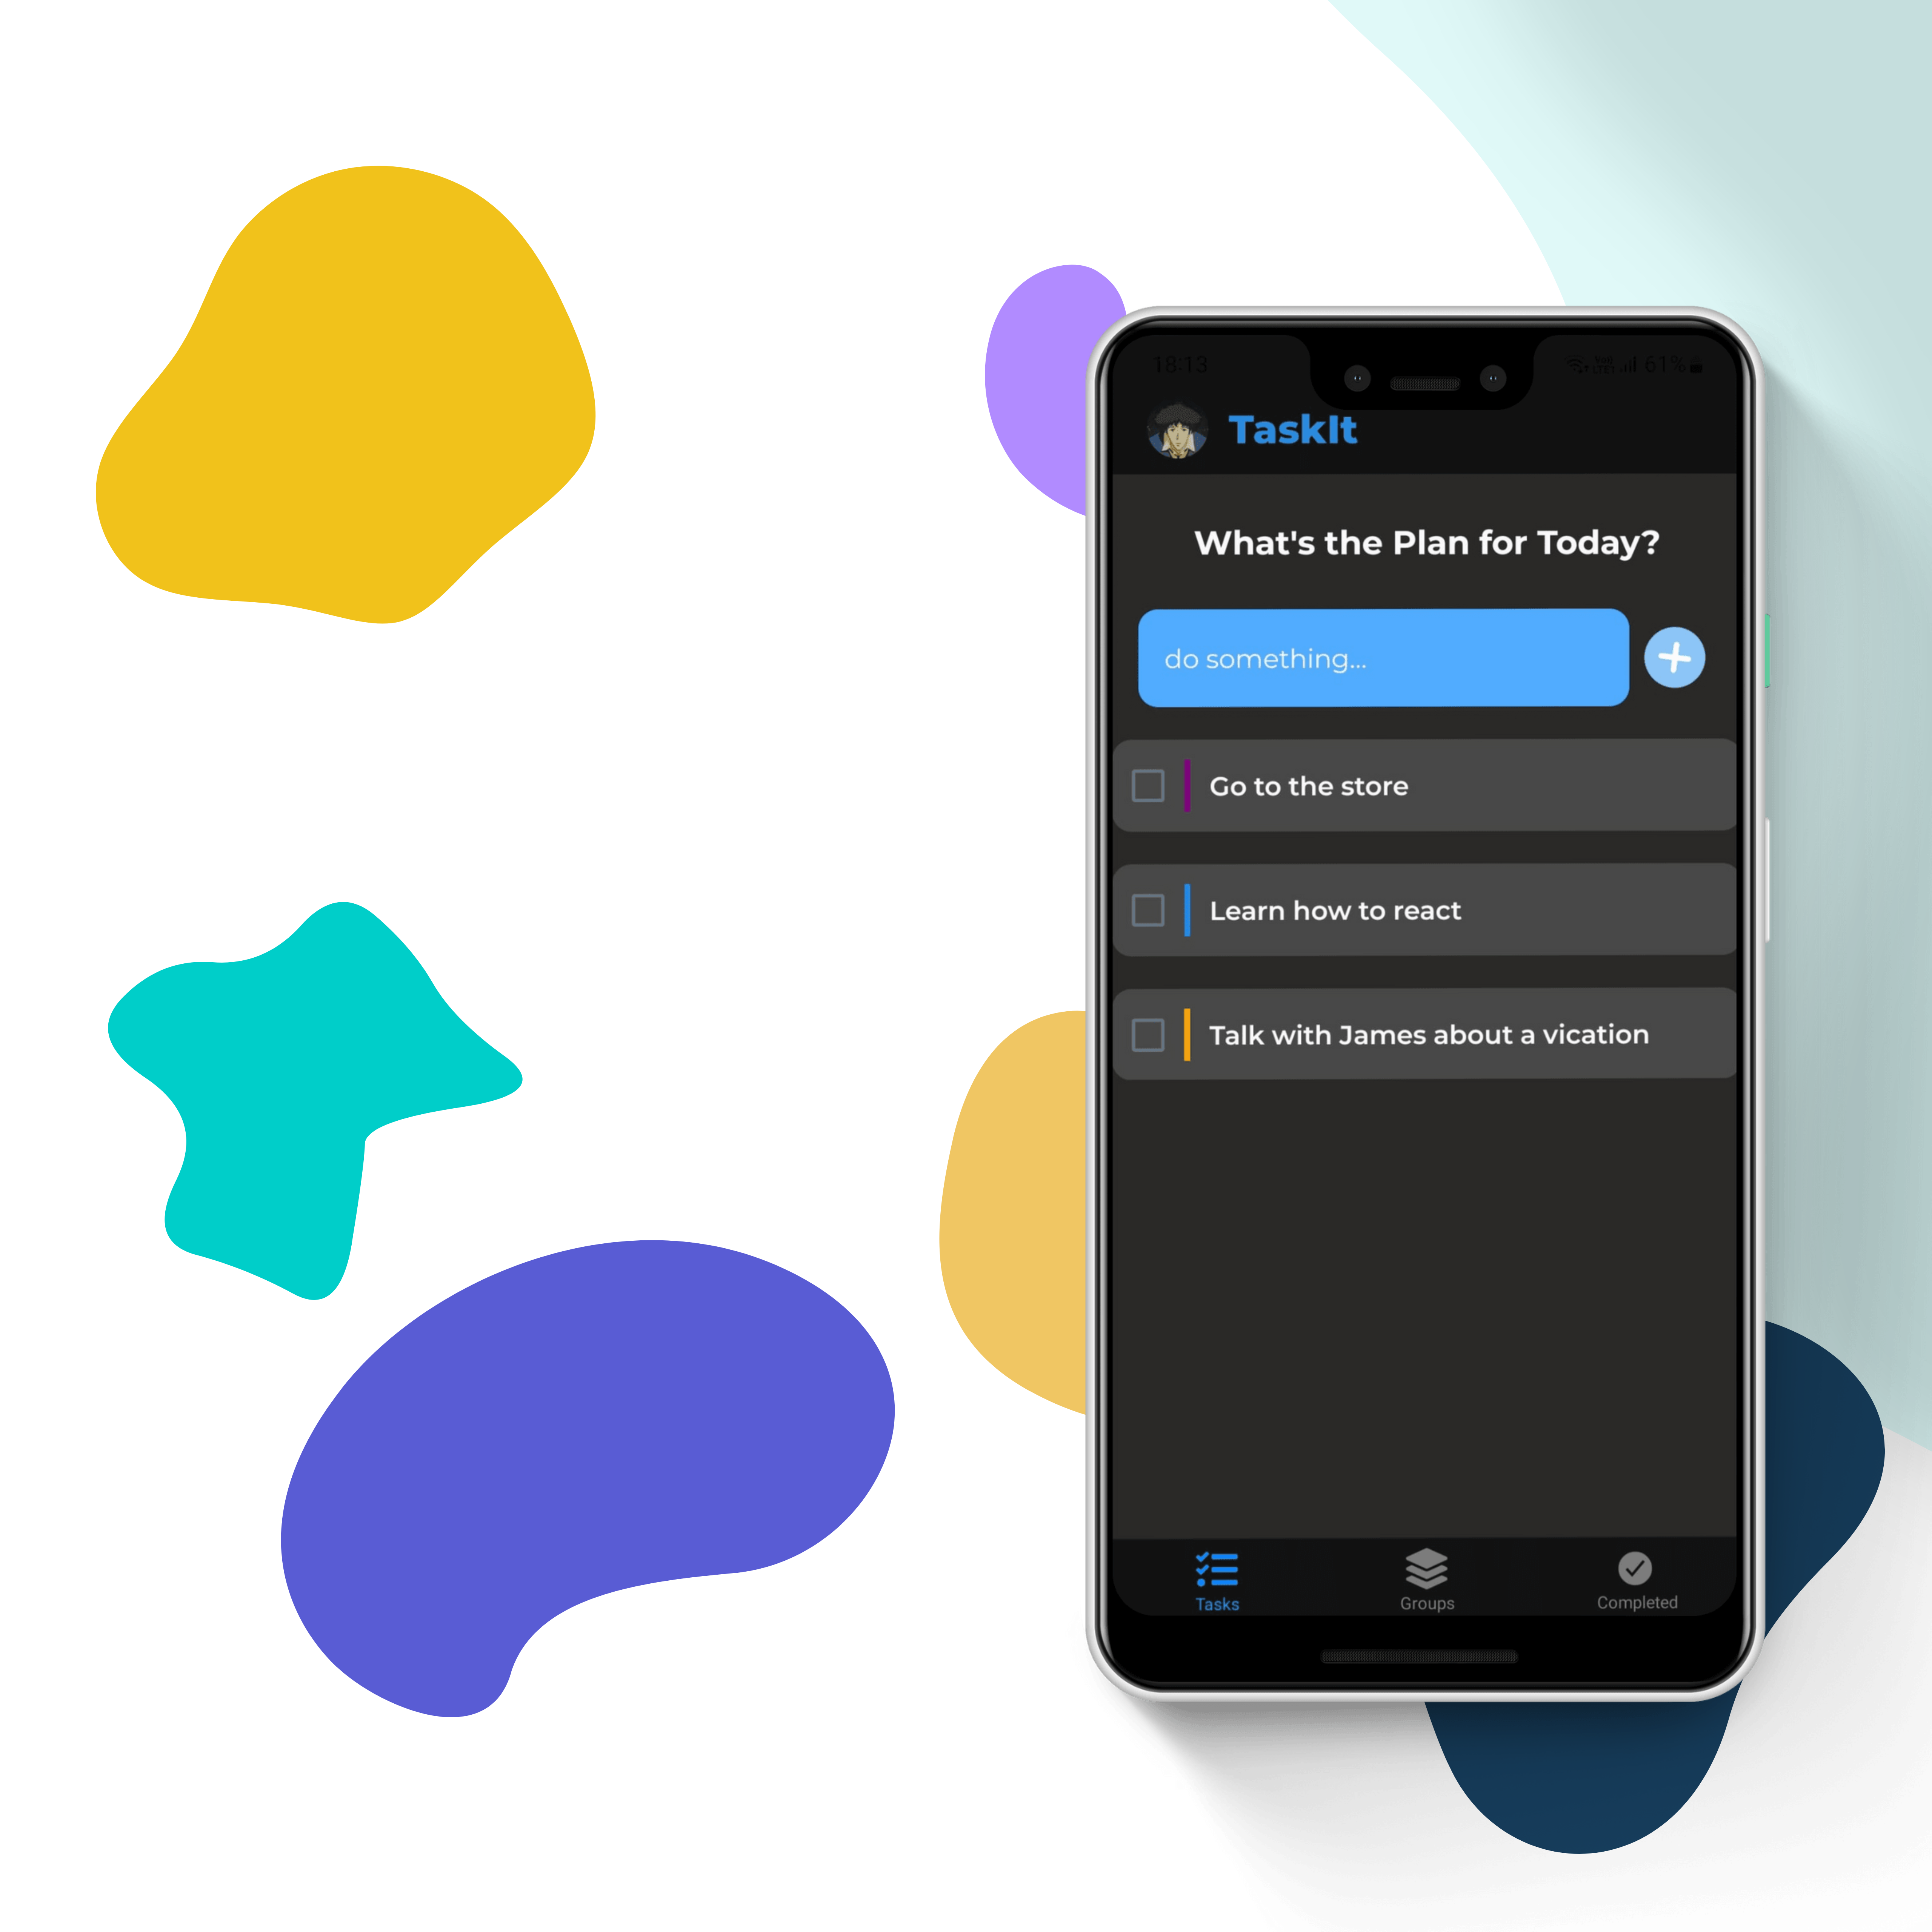 18:13
61%
TaskIt
What's the Plan for Today?
do something...
Go to the store
Learn how to react
Talk with James about a vication
Tasks
Groups
Completed